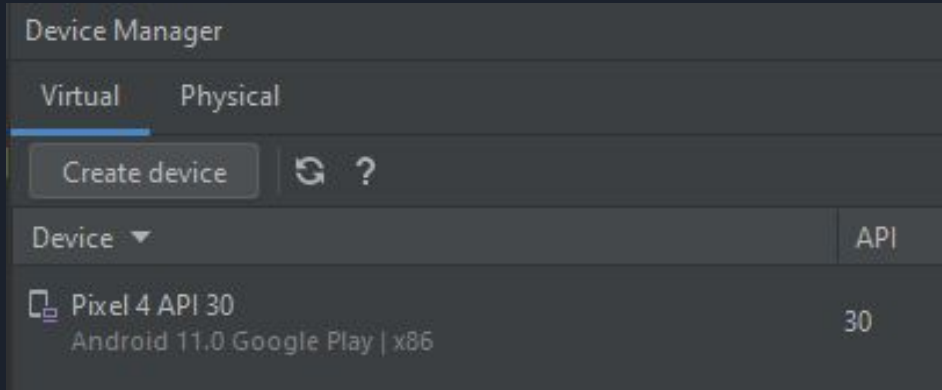 Device Manager
Virtual Physical
Create device ?
Device API
Pixel 4 API 30
30
Android 11.0 Google Play | x86